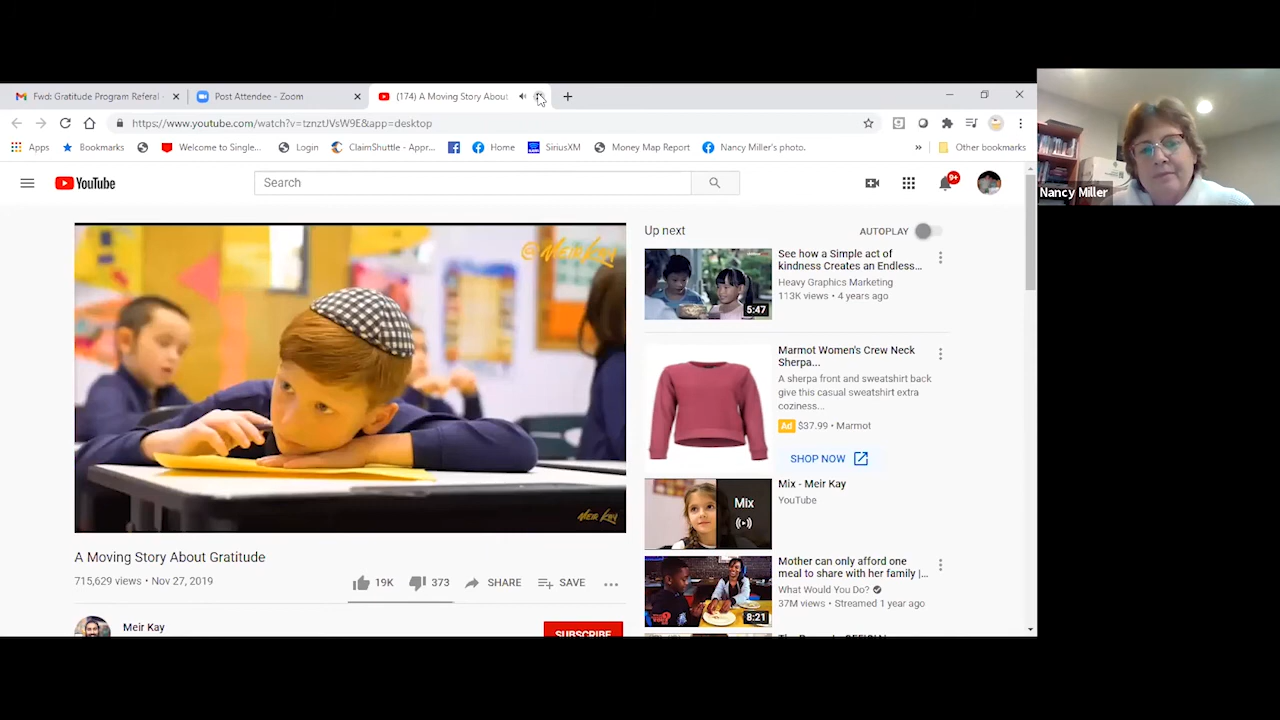 Fwd: Gratitude Program Referal -
Post Attendee - Zoom
(174) A Moving Story About
https://www.youtube.com/watch?v=tznztJVsW9E&app=desktop
Apps
Bookmarks
Welcome to Single...
Login
ClaimShuttle - Appr...
Home
SiriusXM
Money Map Report
Nancy Miller's photo.
»
Other bookmarks
YouTube
Search
9+
Nancy Miller
@MEIR KAY
MEIR KAY
A Moving Story About Gratitude
715,629 views • Nov 27, 2019
19K
373
SHARE
SAVE
Meir Kay
SUBSCRIBE
Up next
AUTOPLAY
5:47
See how a Simple act of
kindness Creates an Endless...
Heavy Graphics Marketing
113K views • 4 years ago
Marmot Women's Crew Neck
Sherpa...
A sherpa front and sweatshirt back
give this casual sweatshirt extra
coziness...
Ad $37.99 • Marmot
SHOP NOW
Mix
Mix - Meir Kay
YouTube
8:21
Mother can only afford one
meal to share with her family |...
What Would You Do?
37M views • Streamed 1 year ago